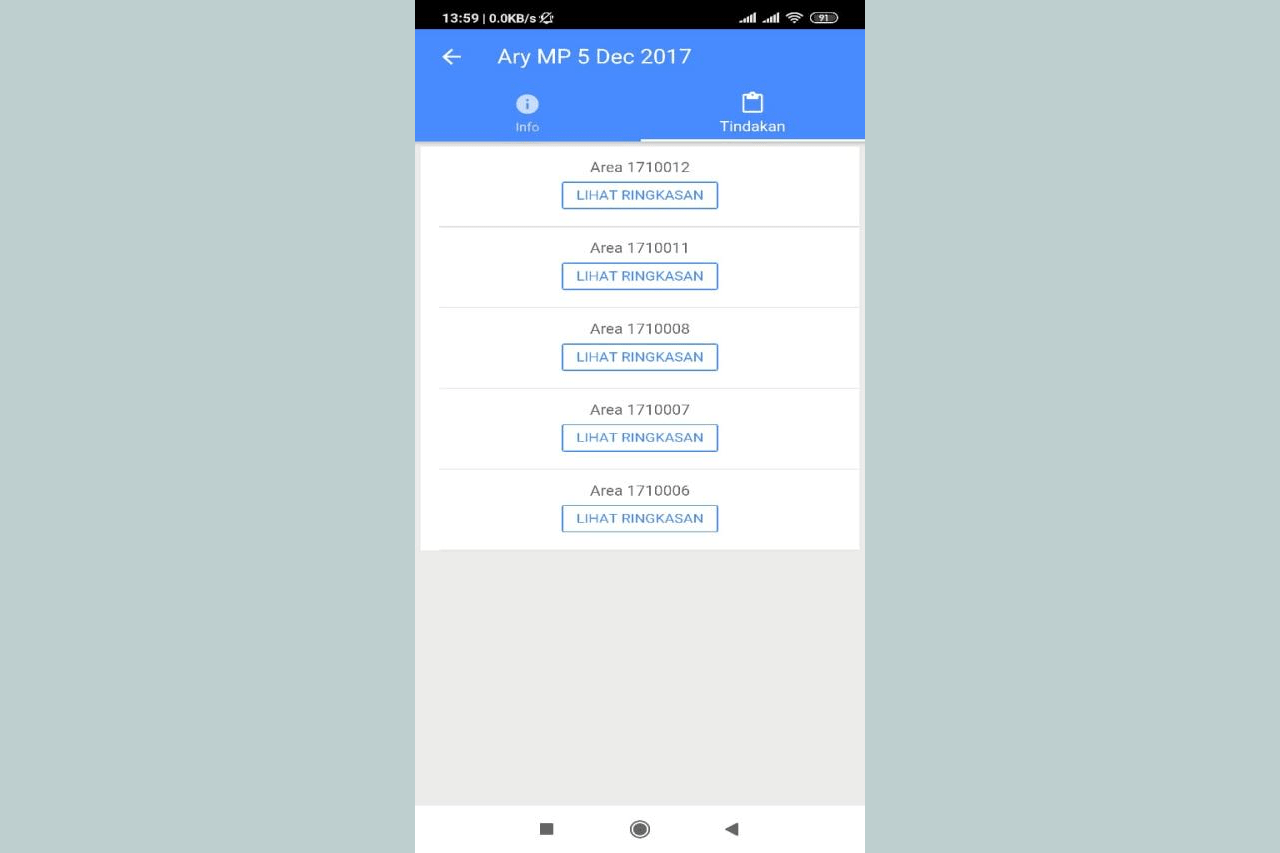 13:59 | 0.0KB/s
91
Ary MP 5 Dec 2017
Info
Tindakan
Area 1710012
LIHAT RINGKASAN
Area 1710011
LIHAT RINGKASAN
Area 1710008
LIHAT RINGKASAN
Area 1710007
LIHAT RINGKASAN
Area 1710006
LIHAT RINGKASAN